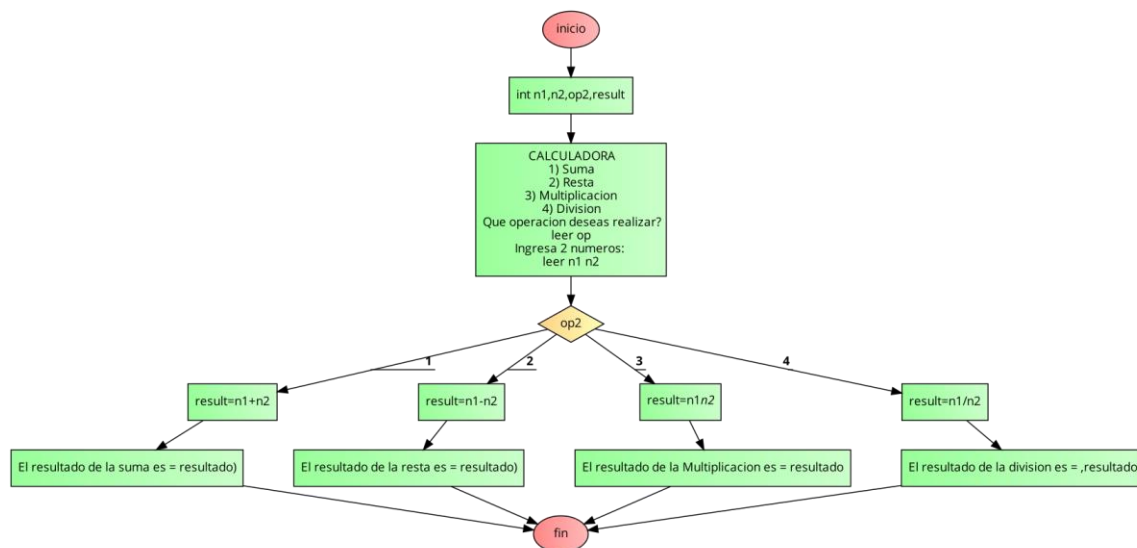 inicio
int n1,n2,op2,result
CALCULADORA
1) Suma
2) Resta
3) Multiplicacion
4) Division
Que operacion deseas realizar?
leer op
Ingresa 2 numeros:
leer n1 n2
op2
1
2
3
4
result=n1+n2
result=n1-n2
result=n1n2
result=n1/n2
El resultado de la suma es = resultado)
El resultado de la resta es = resultado)
El resultado de la Multiplicacion es = resultado
El resultado de la division es = ,resultado
fin